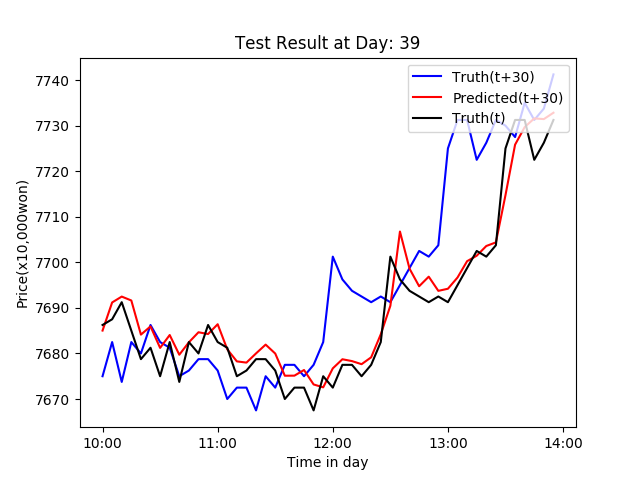 Test Result at Day: 39
Price(x10,000won)
7740
7730
7720
7710
7700
7690
7680
7670
Truth(t+30)
Predicted(t+30)
Truth(t)
10:00 11:00 12:00 13:00 14:00
Time in day